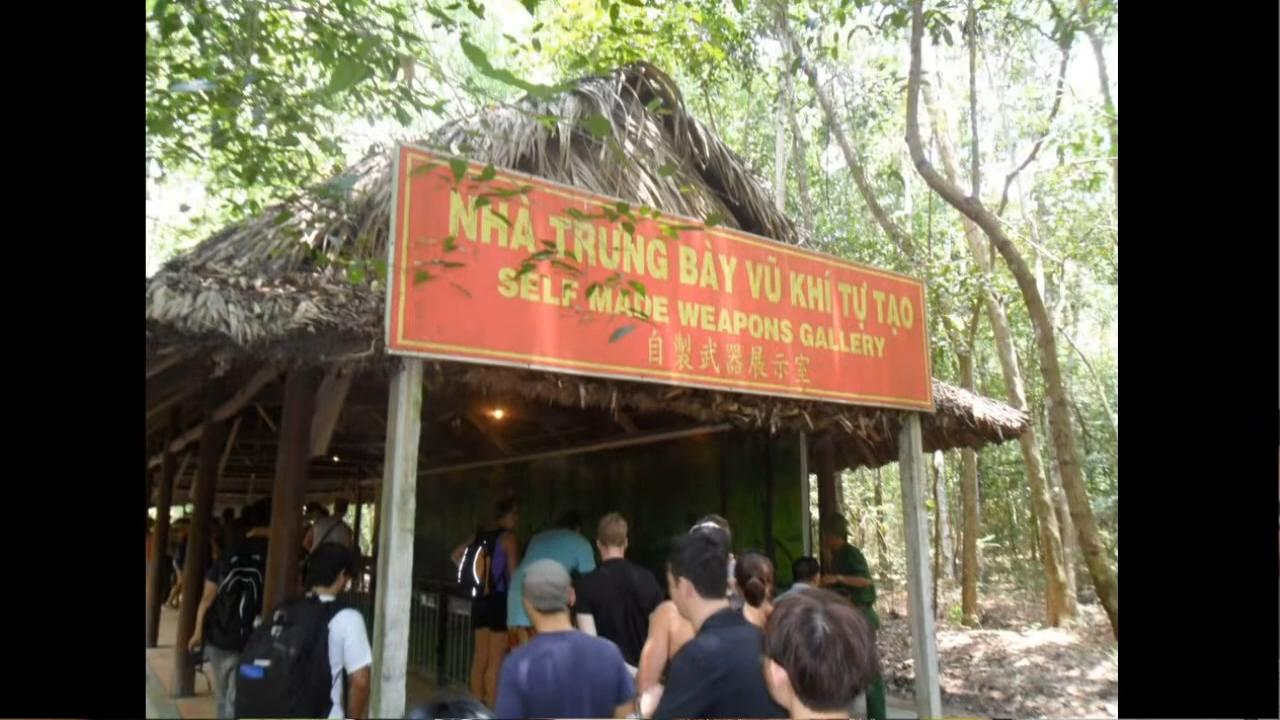 NHÀ TRƯNG BÀY VŨ KHÍ TỰ TẠO
SELF MADE WEAPONS GALLERY
自製武器展示室